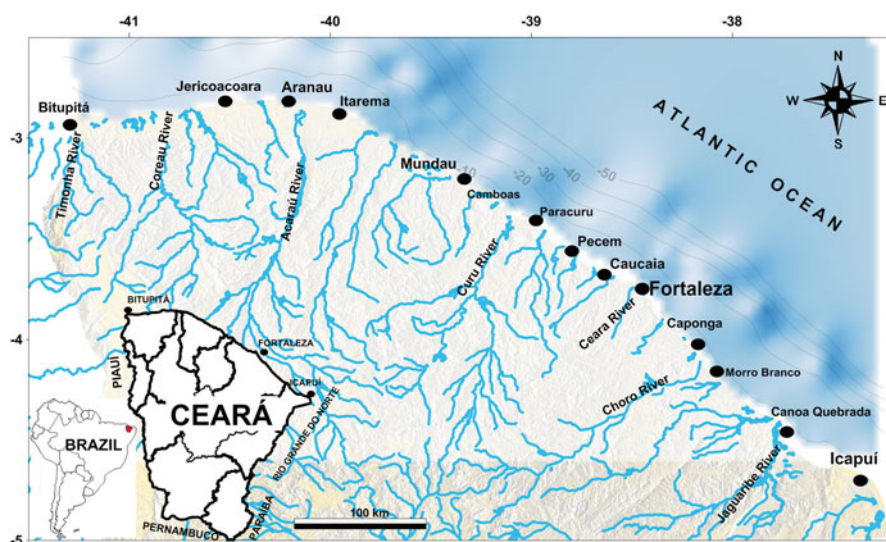 -41
-40
-39
-38
Jericoacoara
Aranau
Itarema
Bitupitá
N
W
E
S
ATLANTIC OCEAN
-3
Timonha River
Coreau River
Acaraú River
Mundau
-10
-20
-30
-40
-50
Camboas
Paracuru
Curu River
Pecem
Caucaia
Fortaleza
Ceara River
BITUPITÁ
-4
FORTALEZA
Caponga
PIAUÍ
ICAPUÍ
Morro Branco
Choro River
CEARÁ
RIO GRANDE DO NORTE
Canoa Quebrada
BRAZIL
Jaguaribe River
Icapuí
100 km
PERNAMBUCO
PARAÍBA
-5